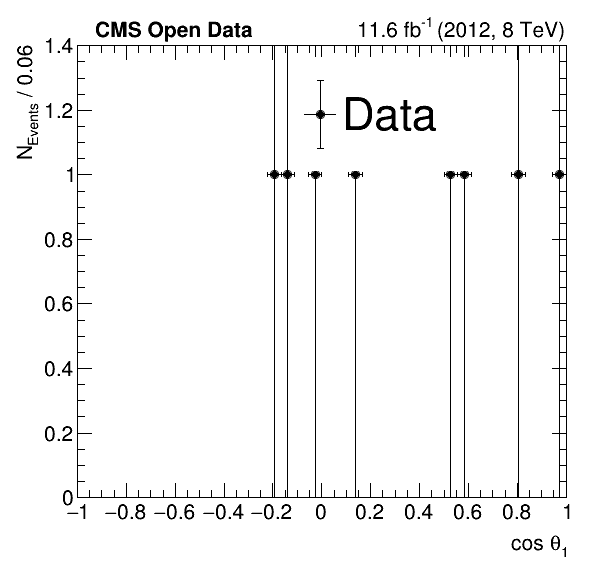 CMS Open Data 11.6 fb⁻¹ (2012, 8 TeV)
N_Events / 0.06
Data
1.4
1.2
1
0.8
0.6
0.4
0.2
0
−1 −0.8 −0.6 −0.4 −0.2 0 0.2 0.4 0.6 0.8 1
cos θ₁